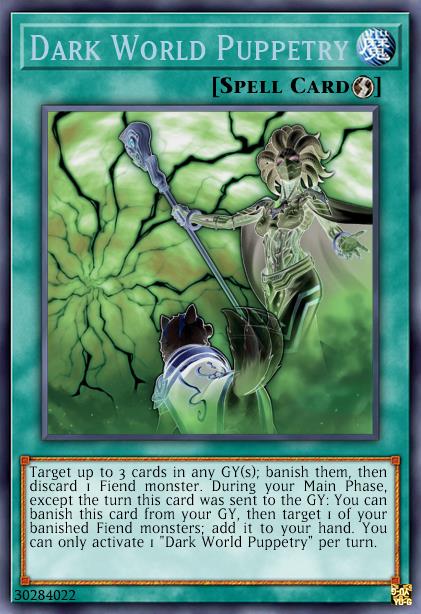 DARK WORLD PUPPETRY
魔
[SPELL CARD]
Target up to 3 cards in any GY(s); banish them, then
discard 1 Fiend monster. During your Main Phase,
except the turn this card was sent to the GY: You can
banish this card from your GY, then target 1 of your
banished Fiend monsters; add it to your hand. You
can only activate 1 "Dark World Puppetry" per turn.
30284022